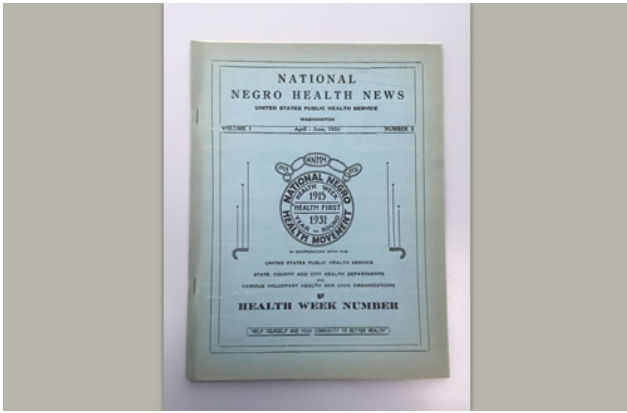 NATIONAL
NEGRO HEALTH NEWS
UNITED STATES PUBLIC HEALTH SERVICE
WASHINGTON
VOLUME 1 April - June, 1933 NUMBER 2
NNHM
NATIONAL NEGRO
HEALTH WEEK
1915
HEALTH FIRST
1931
YEAR — ROUND
HEALTH MOVEMENT
IN COOPERATION WITH THE
UNITED STATES PUBLIC HEALTH SERVICE
STATE, COUNTY AND CITY HEALTH DEPARTMENTS
AND
VARIOUS VOLUNTARY HEALTH AND CIVIC ORGANIZATIONS
HEALTH WEEK NUMBER
"HELP YOURSELF AND YOUR COMMUNITY TO BETTER HEALTH"